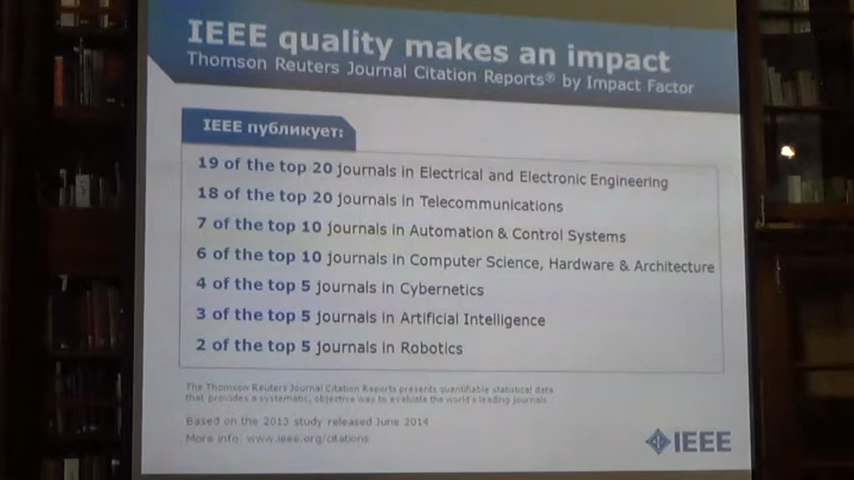 IEEE quality makes an impact
Thomson Reuters Journal Citation Reports® by Impact Factor
IEEE публикует:
19 of the top 20 journals in Electrical and Electronic Engineering
18 of the top 20 journals in Telecommunications
7 of the top 10 journals in Automation & Control Systems
6 of the top 10 journals in Computer Science, Hardware & Architecture
4 of the top 5 journals in Cybernetics
3 of the top 5 journals in Artificial Intelligence
2 of the top 5 journals in Robotics
The Thomson Reuters Journal Citation Reports presents quantifiable statistical data
that provides a systematic, objective way to evaluate the world's leading journals
Based on the 2013 study released June 2014
More info: www.ieee.org/citations
IEEE